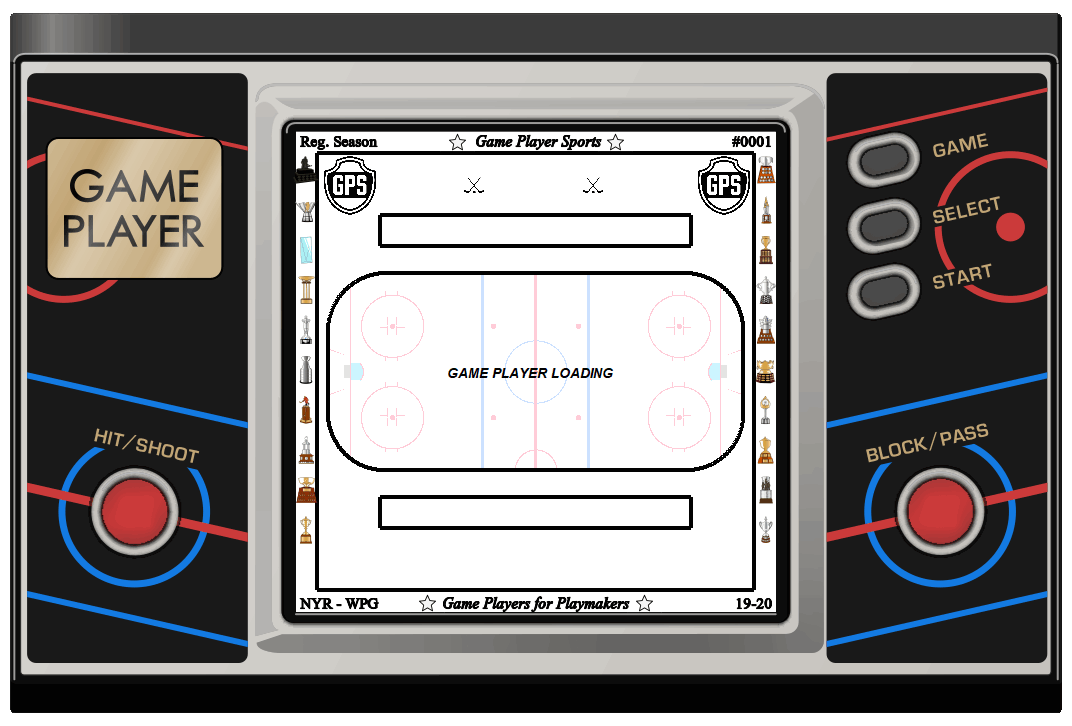 GAME
PLAYER
Reg. Season
Game Player Sports
#0001
GPS
GPS
GAME PLAYER LOADING
NYR - WPG
Game Players for Playmakers
19-20
GAME
SELECT
START
HIT/SHOOT
BLOCK/PASS